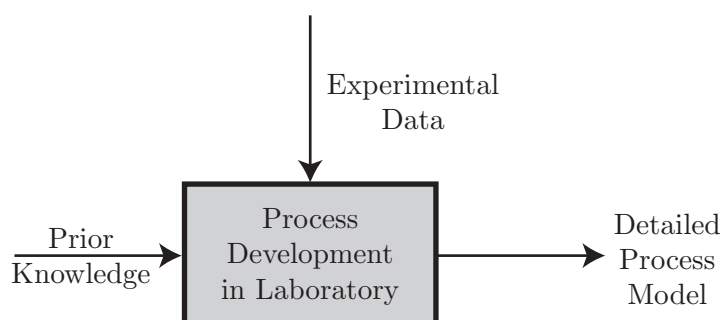 Experimental
Data
Prior
Knowledge
Process
Development
in Laboratory
Detailed
Process
Model